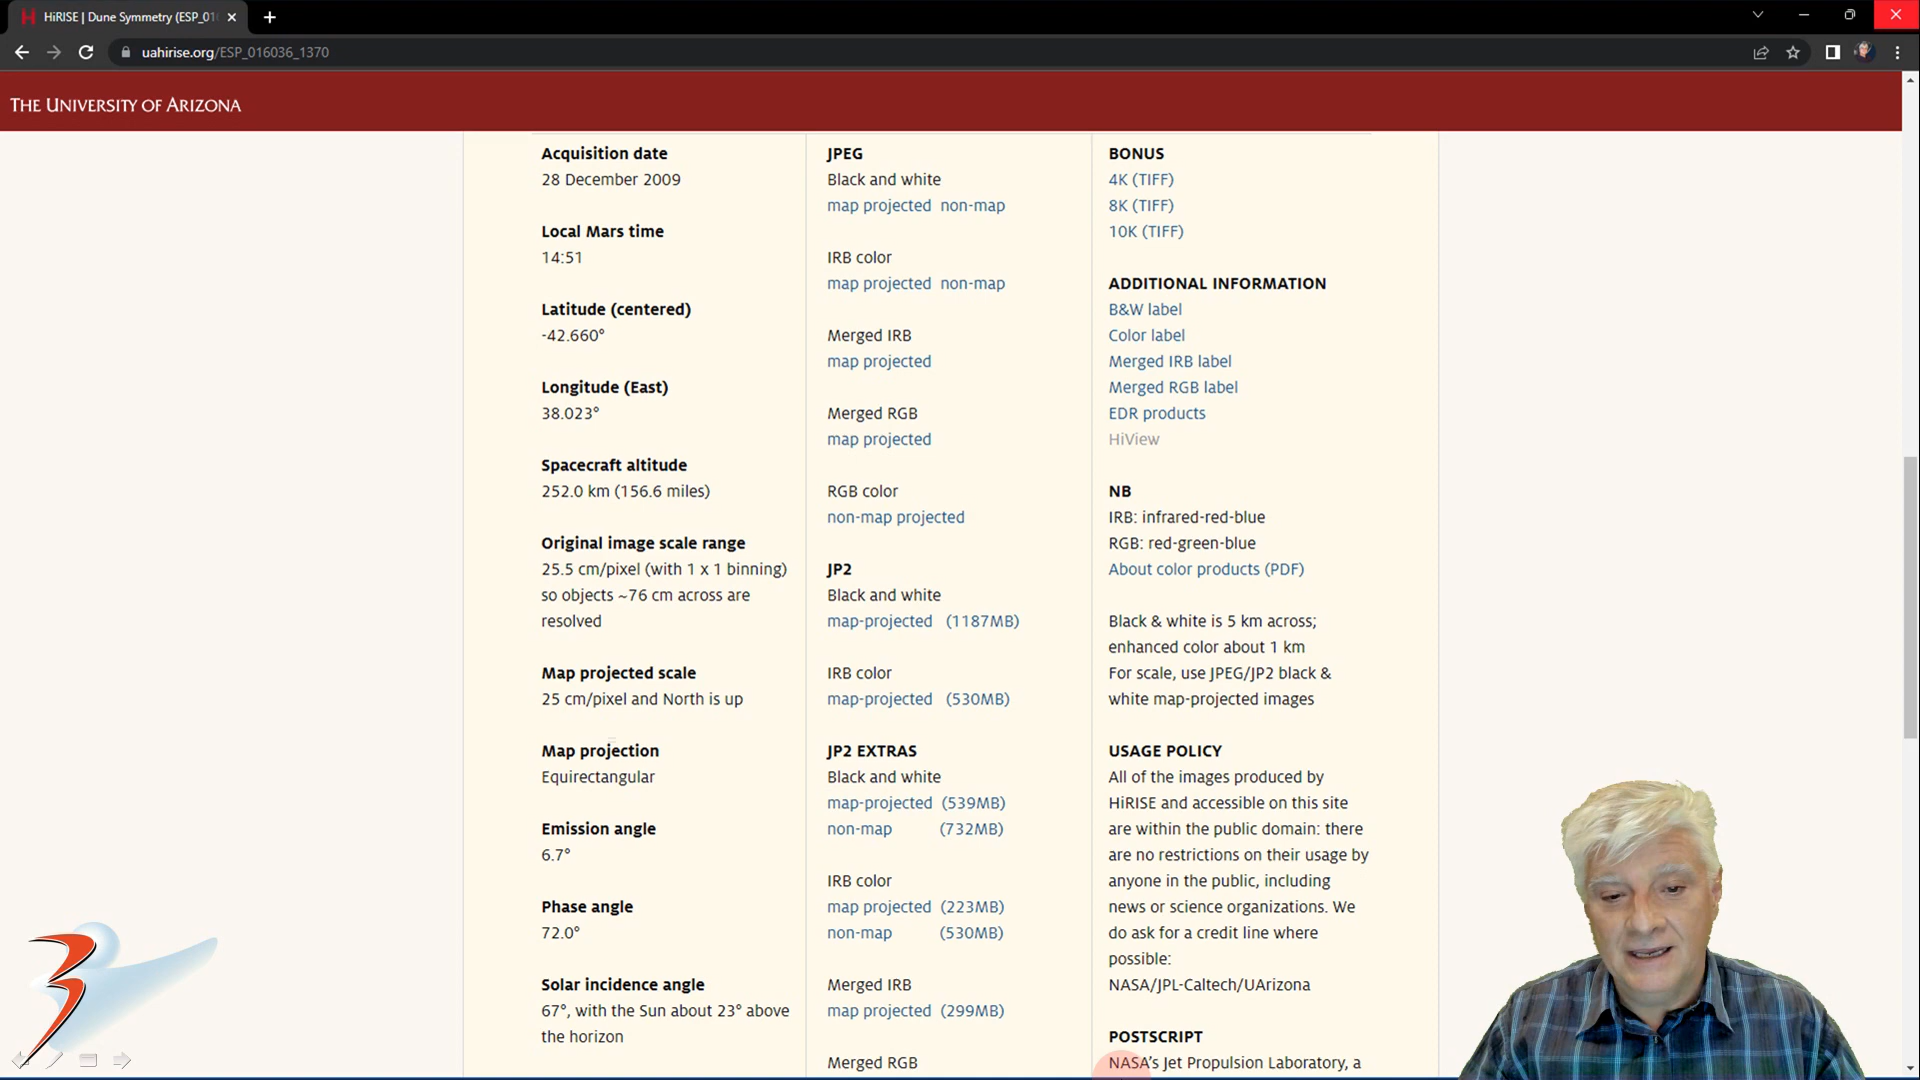 HiRISE | Dune Symmetry (ESP_01
uahirise.org/ESP_016036_1370
THE UNIVERSITY OF ARIZONA
Acquisition date
28 December 2009
Local Mars time
14:51
Latitude (centered)
-42.660°
Longitude (East)
38.023°
Spacecraft altitude
252.0 km (156.6 miles)
Original image scale range
25.5 cm/pixel (with 1 x 1 binning)
so objects ~76 cm across are
resolved
Map projected scale
25 cm/pixel and North is up
Map projection
Equirectangular
Emission angle
6.7°
Phase angle
72.0°
Solar incidence angle
67°, with the Sun about 23° above
the horizon
JPEG
Black and white
map projected non-map
IRB color
map projected non-map
Merged IRB
map projected
Merged RGB
map projected
RGB color
non-map projected
JP2
Black and white
map-projected (1187MB)
IRB color
map-projected (530MB)
JP2 EXTRAS
Black and white
map-projected (539MB)
non-map (732MB)
IRB color
map projected (223MB)
non-map (530MB)
Merged IRB
map projected (299MB)
Merged RGB
BONUS
4K (TIFF)
8K (TIFF)
10K (TIFF)
ADDITIONAL INFORMATION
B&W label
Color label
Merged IRB label
Merged RGB label
EDR products
HiView
NB
IRB: infrared-red-blue
RGB: red-green-blue
About color products (PDF)
Black & white is 5 km across;
enhanced color about 1 km
For scale, use JPEG/JP2 black &
white map-projected images
USAGE POLICY
All of the images produced by
HiRISE and accessible on this site
are within the public domain: there
are no restrictions on their usage by
anyone in the public, including
news or science organizations. We
do ask for a credit line where
possible:
NASA/JPL-Caltech/UArizona
POSTSCRIPT
NASA's Jet Propulsion Laboratory, a